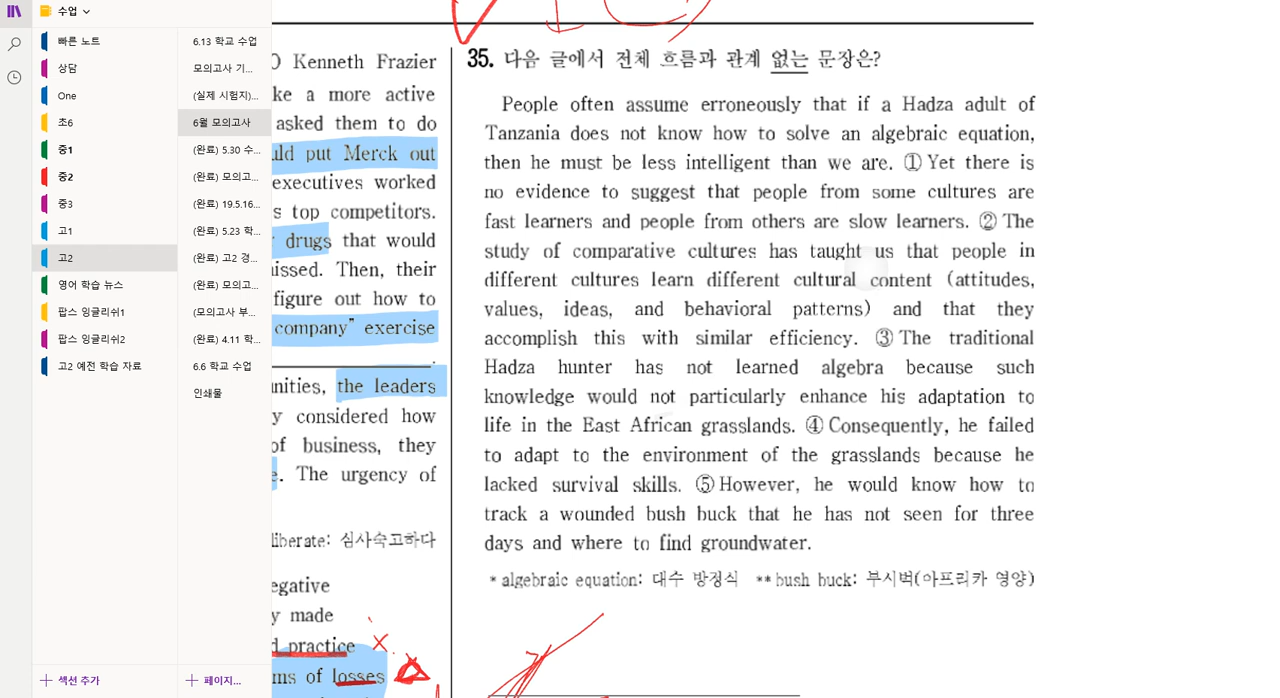 수업
빠른 노트
상담
One
초6
중1
중2
중3
고1
고2
영어 학습 뉴스
팝스 잉글리쉬1
팝스 잉글리쉬2
고2 예전 학습 자료
섹션 추가
6.13 학교 수업
모의고사 기...
(실제 시험지)...
6월 모의고사
(완료) 5.30 수...
(완료) 모의고...
(완료) 19.5.16...
(완료) 5.23 학...
(완료) 고2 경...
(완료) 모의고...
(모의고사 부...
(완료) 4.11 학...
6.6 학교 수업
인쇄물
페이지...
O Kenneth Frazier
ke a more active
asked them to do
uld put Merck out
executives worked
s top competitors.
drugs that would
issed. Then, their
figure out how to
company” exercise
nities, the leaders
y considered how
of business, they
e. The urgency of
liberate: 심사숙고하다
egative
y made
d practice
ms of losses
35. 다음 글에서 전체 흐름과 관계 없는 문장은?
People often assume erroneously that if a Hadza adult of
Tanzania does not know how to solve an algebraic equation,
then he must be less intelligent than we are. ① Yet there is
no evidence to suggest that people from some cultures are
fast learners and people from others are slow learners. ② The
study of comparative cultures has taught us that people in
different cultures learn different cultural content (attitudes,
values, ideas, and behavioral patterns) and that they
accomplish this with similar efficiency. ③ The traditional
Hadza hunter has not learned algebra because such
knowledge would not particularly enhance his adaptation to
life in the East African grasslands. ④ Consequently, he failed
to adapt to the environment of the grasslands because he
lacked survival skills. ⑤ However, he would know how to
track a wounded bush buck that he has not seen for three
days and where to find groundwater.
* algebraic equation: 대수 방정식 ** bush buck: 부시벅(아프리카 영양)